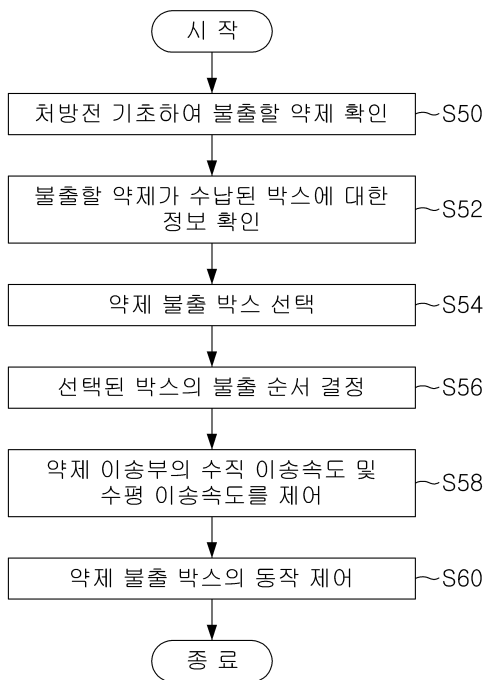 시 작
처방전 기초하여 불출할 약제 확인 S50
불출할 약제가 수납된 박스에 대한
정보 확인 S52
약제 불출 박스 선택 S54
선택된 박스의 불출 순서 결정 S56
약제 이송부의 수직 이송속도 및
수평 이송속도를 제어 S58
약제 불출 박스의 동작 제어 S60
종 료